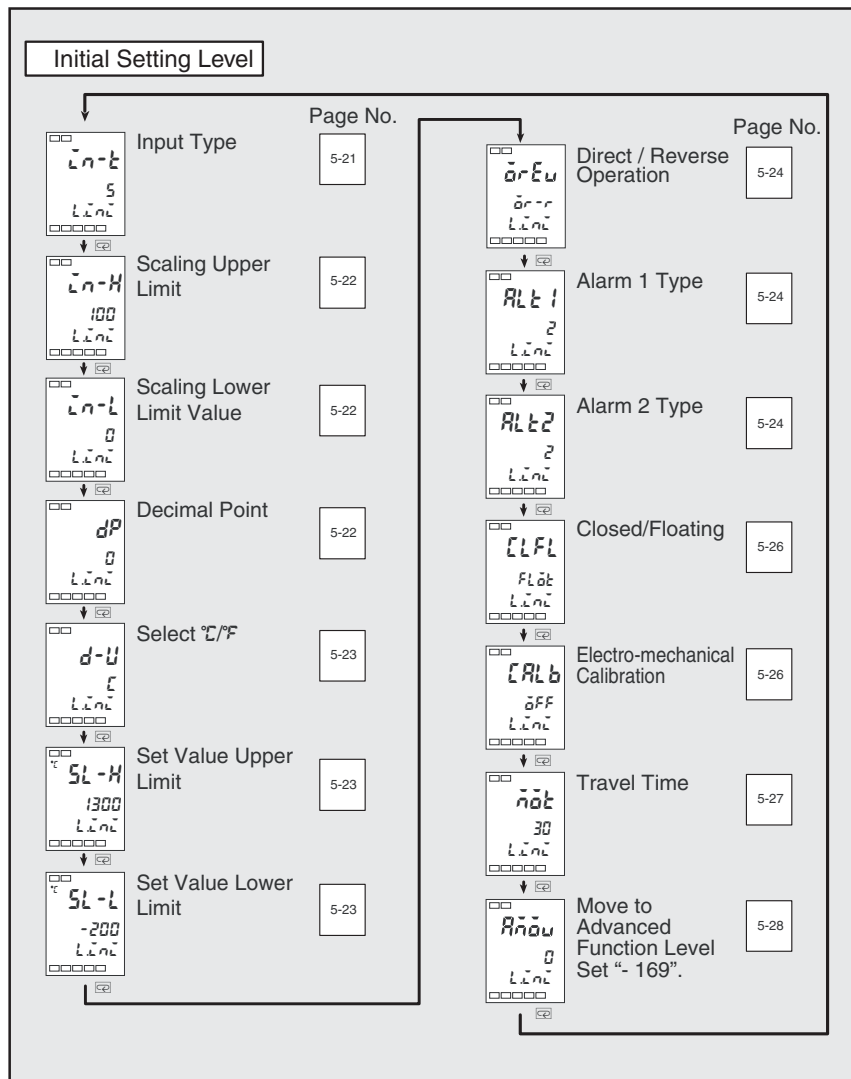 Initial Setting Level
Page No.
in-t
5
l.ini
Input Type
5-21
in-H
100
l.ini
Scaling Upper
Limit
5-22
in-L
0
l.ini
Scaling Lower
Limit Value
5-22
dP
0
l.ini
Decimal Point
5-22
d-U
C
l.ini
Select °C/°F
5-23
°C
SL-H
1300
l.ini
Set Value Upper
Limit
5-23
°C
SL-L
-200
l.ini
Set Value Lower
Limit
5-23
Page No.
orEv
or-r
l.ini
Direct / Reverse
Operation
5-24
ALt1
2
l.ini
Alarm 1 Type
5-24
ALt2
2
l.ini
Alarm 2 Type
5-24
CLFL
FLot
l.ini
Closed/Floating
5-26
CALb
oFF
l.ini
Electro-mechanical
Calibration
5-26
mot
30
l.ini
Travel Time
5-27
Amov
0
l.ini
Move to
Advanced
Function Level
Set “- 169”.
5-28